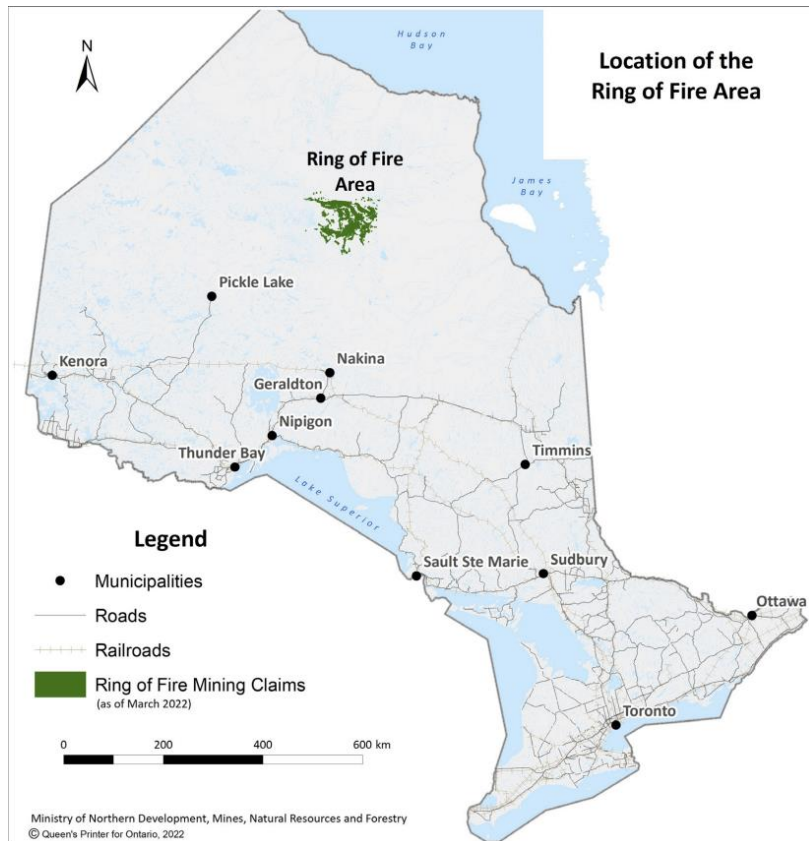 N
Hudson
Bay
Location of the
Ring of Fire Area
Ring of Fire
Area
James
Bay
Pickle Lake
Kenora
Nakina
Geraldton
Nipigon
Thunder Bay
Timmins
Lake Superior
Legend
Sault Ste Marie
Sudbury
Municipalities
Ottawa
Roads
Railroads
Ring of Fire Mining Claims
(as of March 2022)
Toronto
0 200 400 600 km
Ministry of Northern Development, Mines, Natural Resources and Forestry
© Queen's Printer for Ontario, 2022